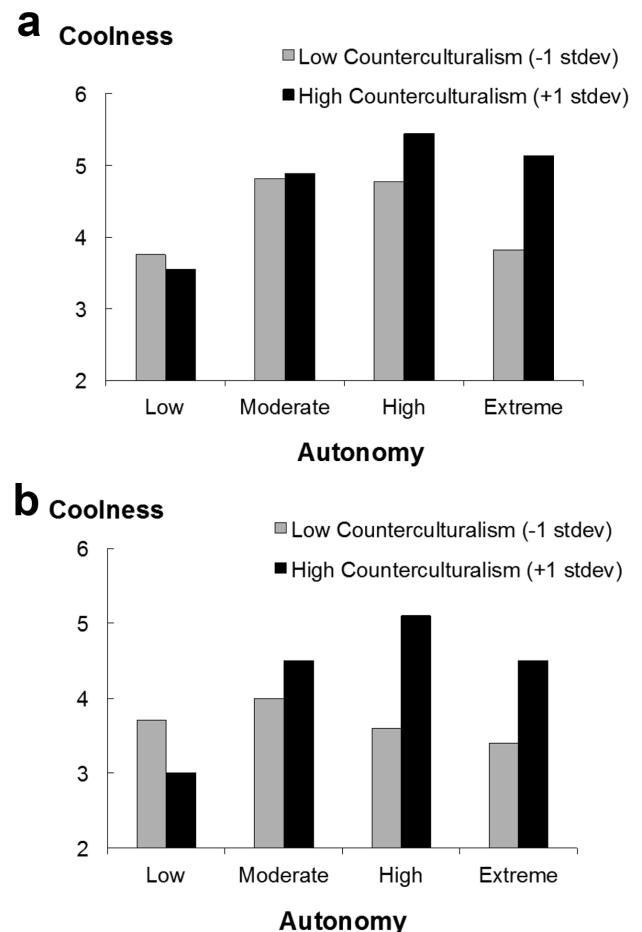 a
Coolness
Low Counterculturalism (-1 stdev)
High Counterculturalism (+1 stdev)
6
5
4
3
2
Low Moderate High Extreme
Autonomy
b Coolness
Low Counterculturalism (-1 stdev)
High Counterculturalism (+1 stdev)
6
5
4
3
2
Low Moderate High Extreme
Autonomy